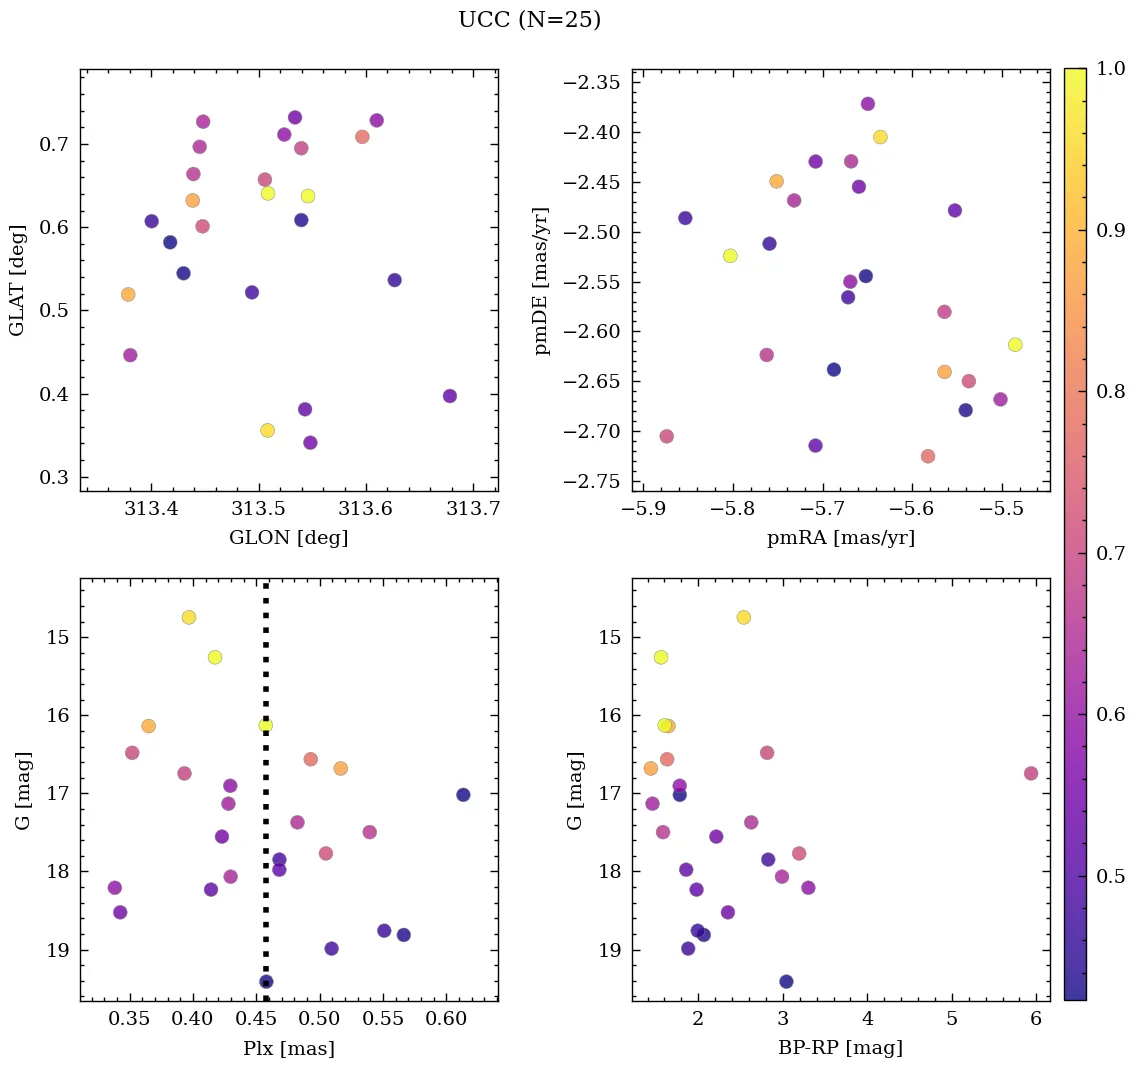 UCC (N=25)
0.7
0.6
0.5
0.4
0.3
313.4 313.5 313.6 313.7
GLON [deg]
GLAT [deg]
−2.35
−2.40
−2.45
−2.50
−2.55
−2.60
−2.65
−2.70
−2.75
−5.9 −5.8 −5.7 −5.6 −5.5
pmRA [mas/yr]
pmDE [mas/yr]
1.0
0.9
0.8
0.7
0.6
0.5
15
16
17
18
19
0.35 0.40 0.45 0.50 0.55 0.60
Plx [mas]
G [mag]
15
16
17
18
19
2 3 4 5 6
BP-RP [mag]
G [mag]